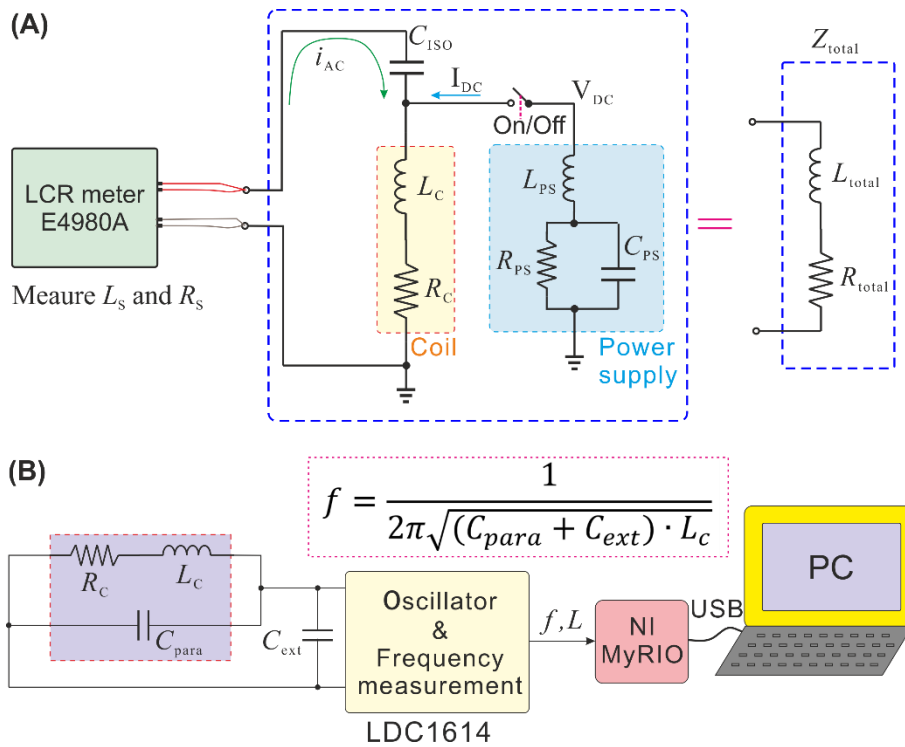 (A)
C_ISO
i_AC
I_DC
V_DC
On/Off
Z_total
LCR meter
E4980A
Meaure L_S and R_S
L_C
R_C
Coil
L_PS
R_PS
C_PS
Power
supply
=
L_total
R_total
(B)
f = 1 / (2π√((C_para + C_ext) · L_c))
R_C
L_C
C_para
C_ext
Oscillator
&
Frequency
measurement
LDC1614
f, L
NI
MyRIO
USB
PC